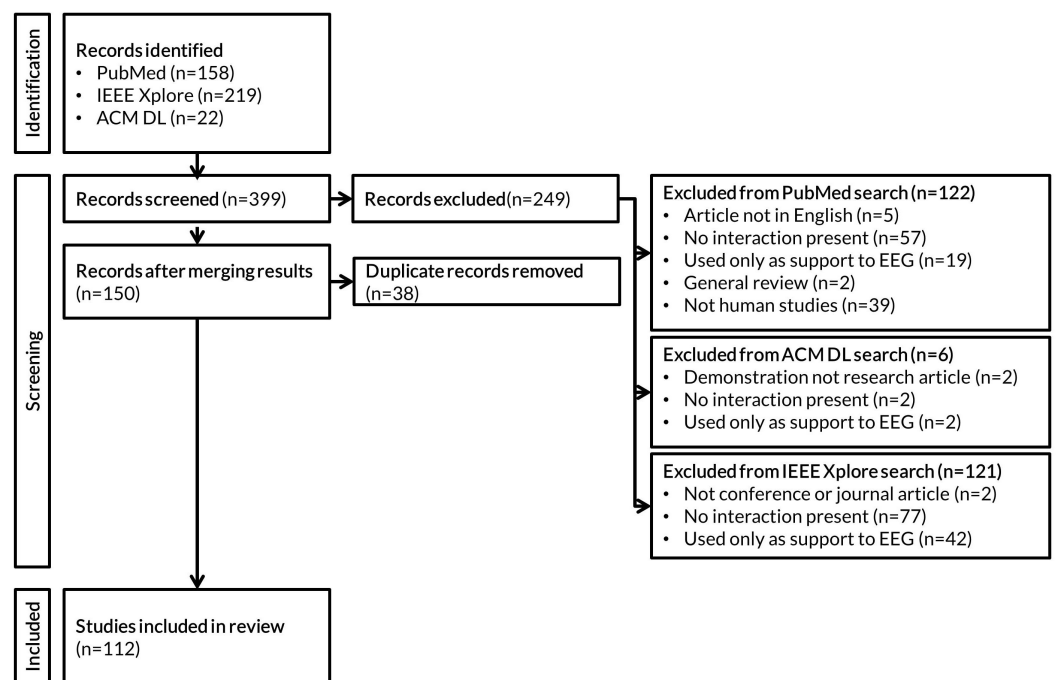 Identification
Records identified
• PubMed (n=158)
• IEEE Xplore (n=219)
• ACM DL (n=22)
Screening
Records screened (n=399)
Records excluded(n=249)
Records after merging results
(n=150)
Duplicate records removed
(n=38)
Excluded from PubMed search (n=122)
• Article not in English (n=5)
• No interaction present (n=57)
• Used only as support to EEG (n=19)
• General review (n=2)
• Not human studies (n=39)
Excluded from ACM DL search (n=6)
• Demonstration not research article (n=2)
• No interaction present (n=2)
• Used only as support to EEG (n=2)
Excluded from IEEE Xplore search (n=121)
• Not conference or journal article (n=2)
• No interaction present (n=77)
• Used only as support to EEG (n=42)
Included
Studies included in review
(n=112)